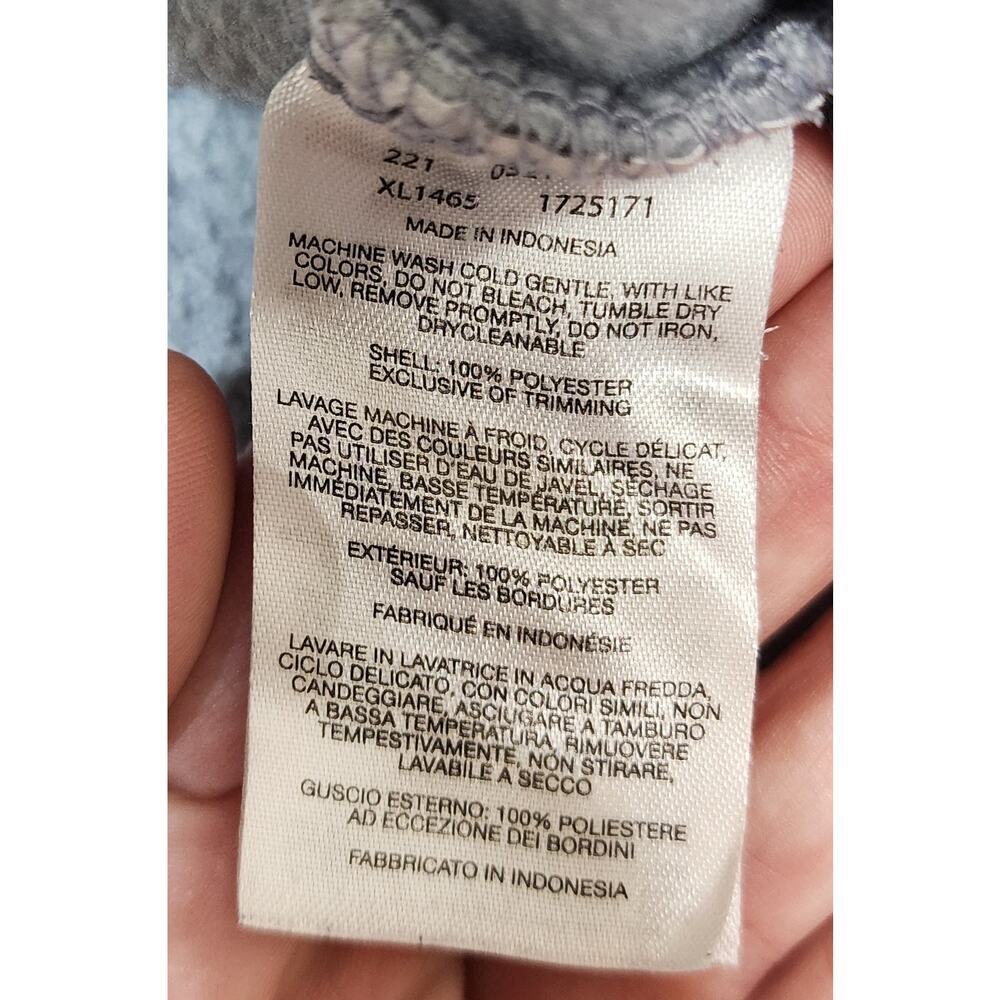 221
XL1465 1725171
MADE IN INDONESIA
MACHINE WASH COLD GENTLE, WITH LIKE
COLORS, DO NOT BLEACH, TUMBLE DRY
LOW, REMOVE PROMPTLY, DO NOT IRON,
DRYCLEANABLE
SHELL: 100% POLYESTER
EXCLUSIVE OF TRIMMING
LAVAGE MACHINE À FROID, CYCLE DÉLICAT,
AVEC DES COULEURS SIMILAIRES, NE
PAS UTILISER D'EAU DE JAVEL, SÉCHAGE
MACHINE, BASSE TEMPÉRATURE, SORTIR
IMMÉDIATEMENT DE LA MACHINE, NE PAS
REPASSER, NETTOYABLE À SEC
EXTÉRIEUR: 100% POLYESTER
SAUF LES BORDURES
FABRIQUÉ EN INDONÉSIE
LAVARE IN LAVATRICE IN ACQUA FREDDA,
CICLO DELICATO, CON COLORI SIMILI, NON
CANDEGGIARE, ASCIUGARE A TAMBURO
A BASSA TEMPERATURA, RIMUOVERE
TEMPESTIVAMENTE, NON STIRARE,
LAVABILE A SECCO
GUSCIO ESTERNO: 100% POLIESTERE
AD ECCEZIONE DEI BORDINI
FABBRICATO IN INDONESIA